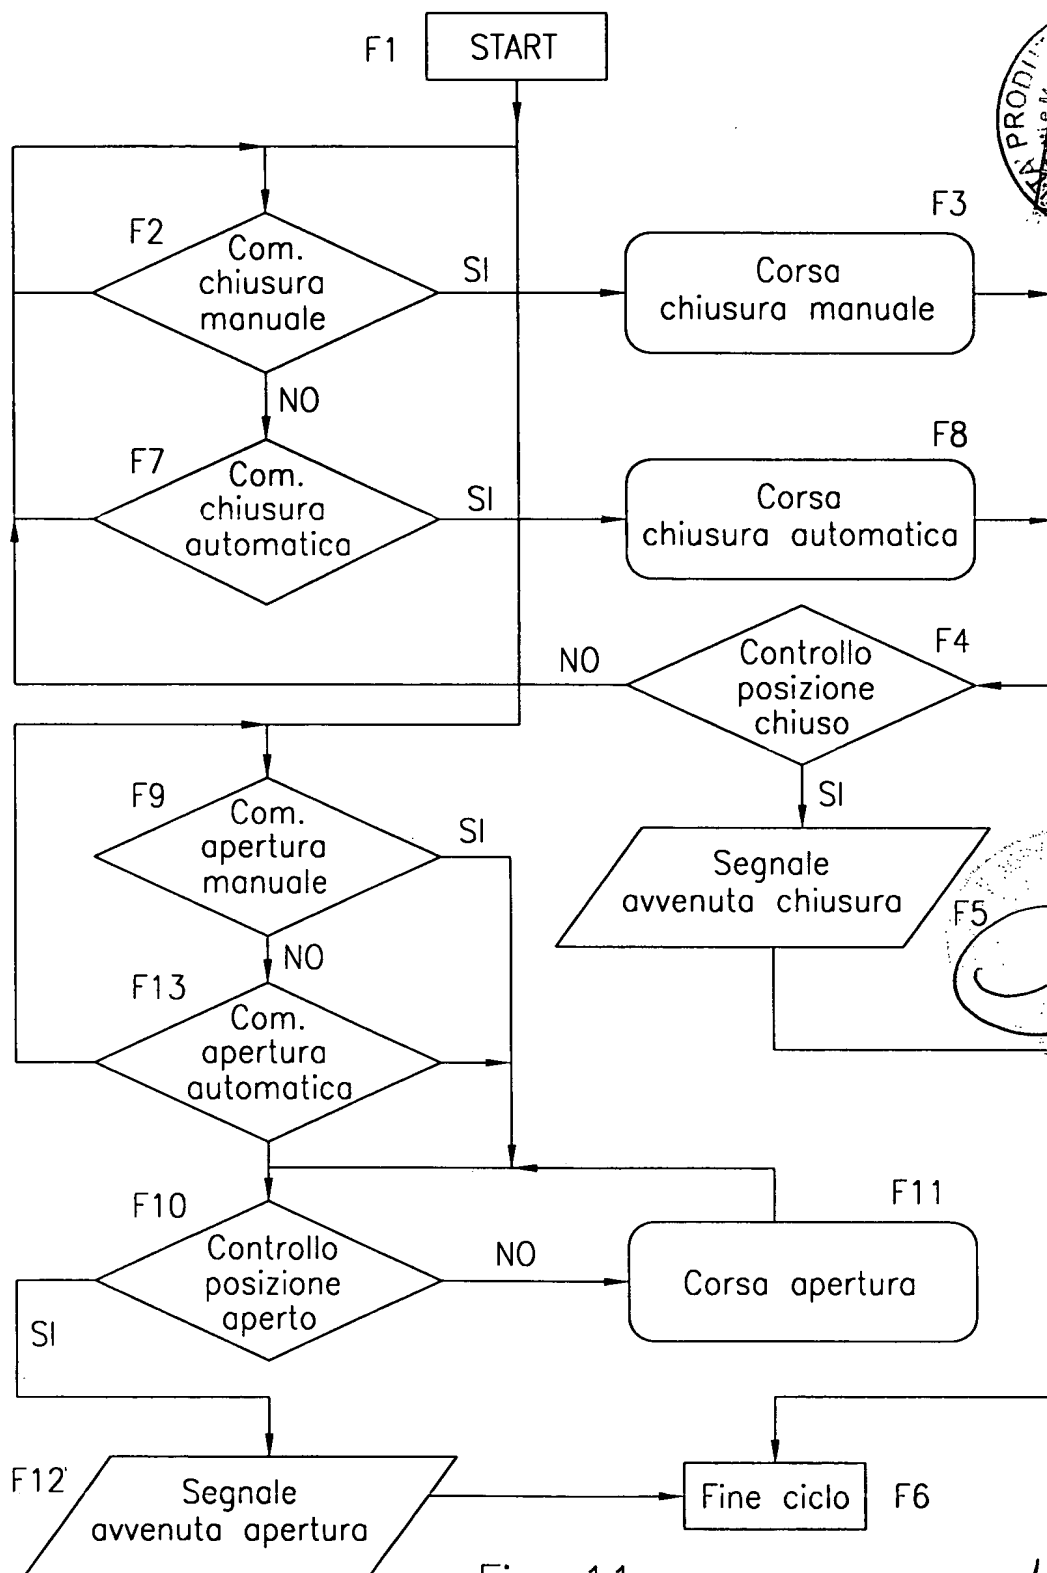 F1
START
F2
Com.
chiusura
manuale
SI
F3
Corsa
chiusura manuale
NO
F7
Com.
chiusura
automatica
SI
F8
Corsa
chiusura automatica
NO
F4
Controllo
posizione
chiuso
SI
F9
Com.
apertura
manuale
SI
Segnale
avvenuta chiusura
F5
NO
F13
Com.
apertura
automatica
F10
Controllo
posizione
aperto
NO
F11
Corsa apertura
SI
F12
Segnale
avvenuta apertura
Fine ciclo
F6